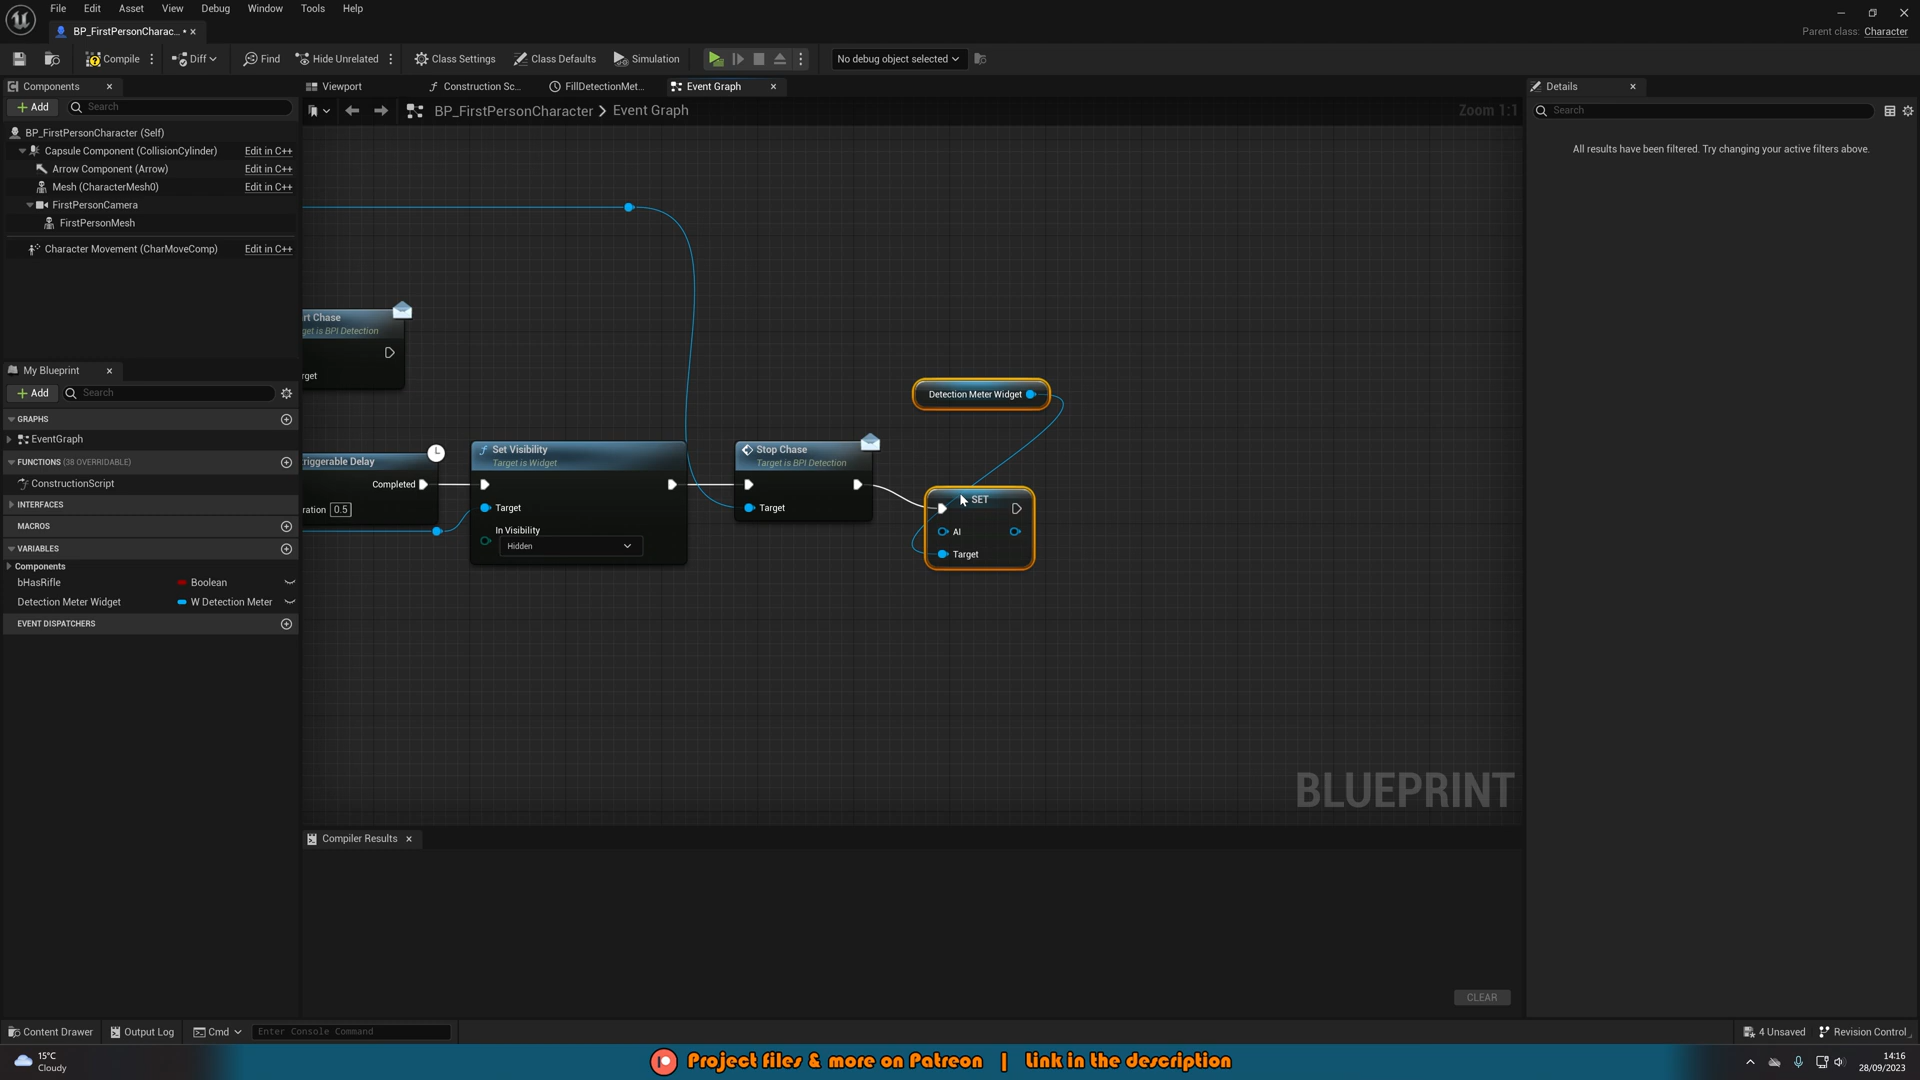 File Edit Asset View Debug Window Tools Help
BP_FirstPersonCharac... •
Parent class: Character
Compile Diff Find Hide Unrelated Class Settings Class Defaults Simulation No debug object selected
Components
Viewport Construction Sc... FillDetectionMet... Event Graph
Details
Add Search
BP_FirstPersonCharacter > Event Graph
Zoom 1:1
Search
BP_FirstPersonCharacter (Self)
Capsule Component (CollisionCylinder) Edit in C++
Arrow Component (Arrow) Edit in C++
Mesh (CharacterMesh0) Edit in C++
FirstPersonCamera
FirstPersonMesh
Character Movement (CharMoveComp) Edit in C++
All results have been filtered. Try changing your active filters above.
rt Chase
get is BPI Detection
rget
My Blueprint
Add Search
GRAPHS
EventGraph
FUNCTIONS (38 OVERRIDABLE)
ConstructionScript
INTERFACES
MACROS
VARIABLES
Components
bHasRifle Boolean
Detection Meter Widget W Detection Meter
EVENT DISPATCHERS
Detection Meter Widget
riggerable Delay
Completed
ration 0.5
Set Visibility
Target is Widget
Target
In Visibility
Hidden
Stop Chase
Target is BPI Detection
Target
SET
AI
Target
BLUEPRINT
Compiler Results
CLEAR
Content Drawer Output Log Cmd Enter Console Command
4 Unsaved Revision Control
15°C
Cloudy
Project files & more on Patreon | Link in the description
14:16
28/09/2023